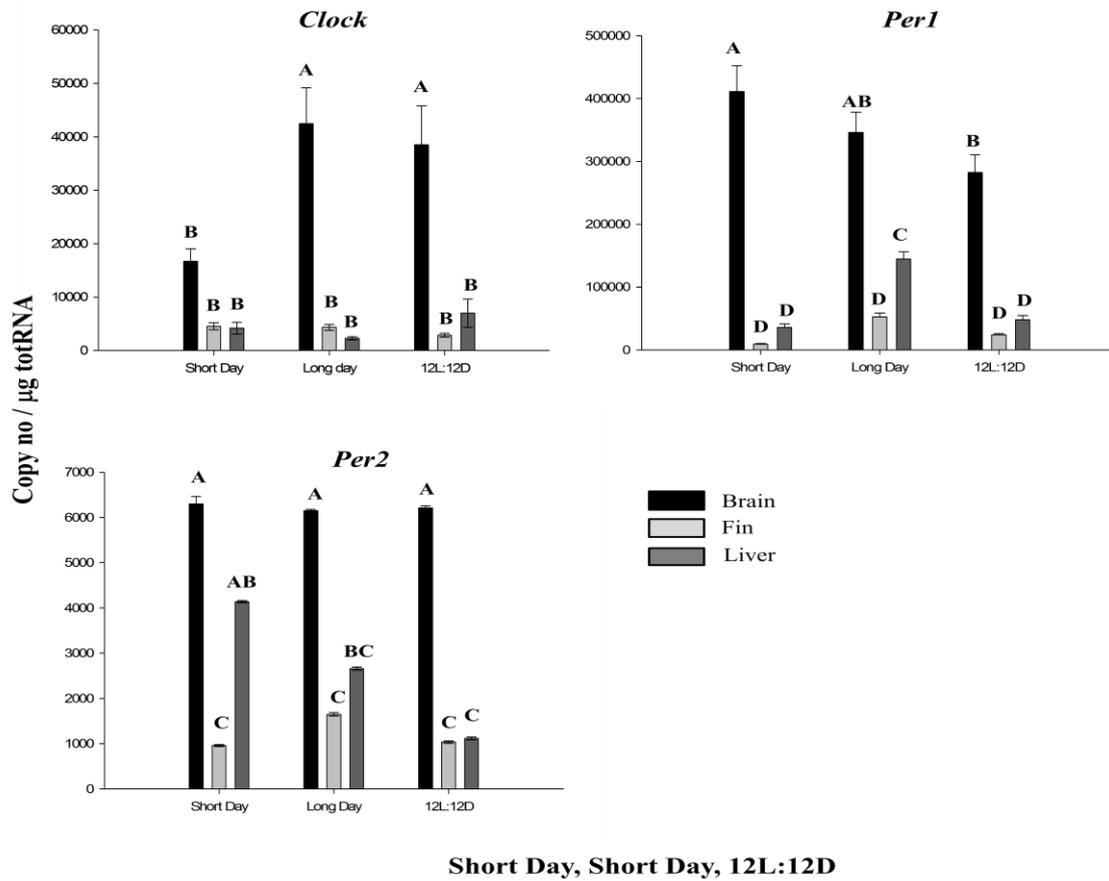 Clock
60000
50000
40000
30000
20000
10000
0
A
A
B
B
B
B
B
B
B
Short Day
Long day
12L:12D
Per1
500000
400000
300000
200000
100000
0
A
AB
B
C
D
D
D
D
D
Short Day
Long Day
12L:12D
Copy no / µg totRNA
Per2
7000
6000
5000
4000
3000
2000
1000
0
A
A
A
AB
BC
C
C
C
C
Short Day
Long Day
12L:12D
Brain
Fin
Liver
Short Day, Short Day, 12L:12D